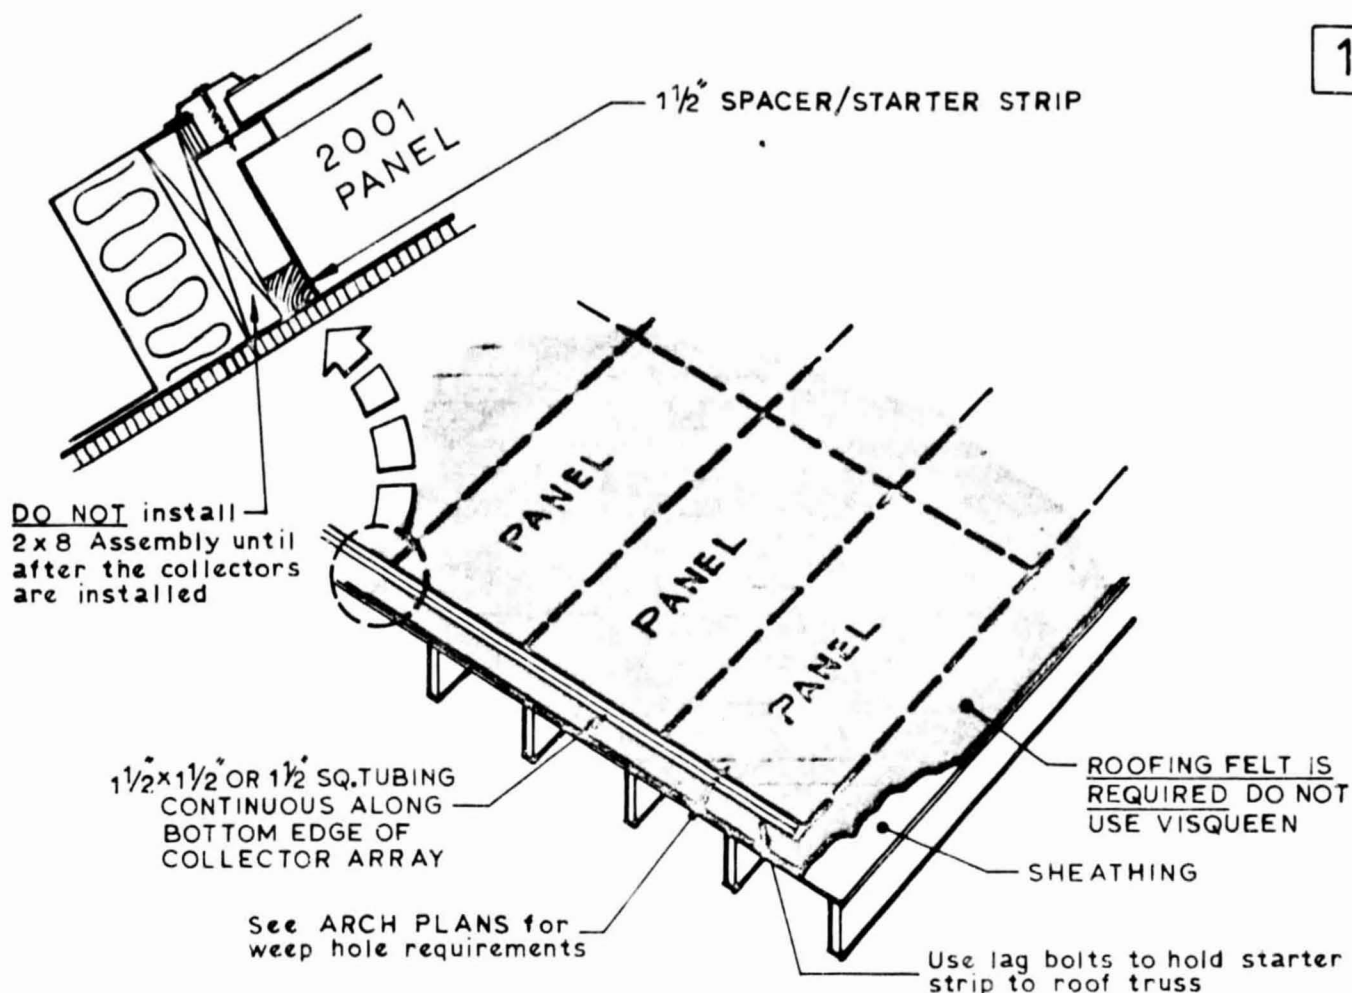 1
1½" SPACER/STARTER STRIP
2001
PANEL
DO NOT install
2x8 Assembly until
after the collectors
are installed
PANEL
PANEL
PANEL
1½"x1½" OR 1½" SQ. TUBING
CONTINUOUS ALONG
BOTTOM EDGE OF
COLLECTOR ARRAY
ROOFING FELT IS
REQUIRED DO NOT
USE VISQUEEN
SHEATHING
See ARCH PLANS for
weep hole requirements
Use lag bolts to hold starter
strip to roof truss